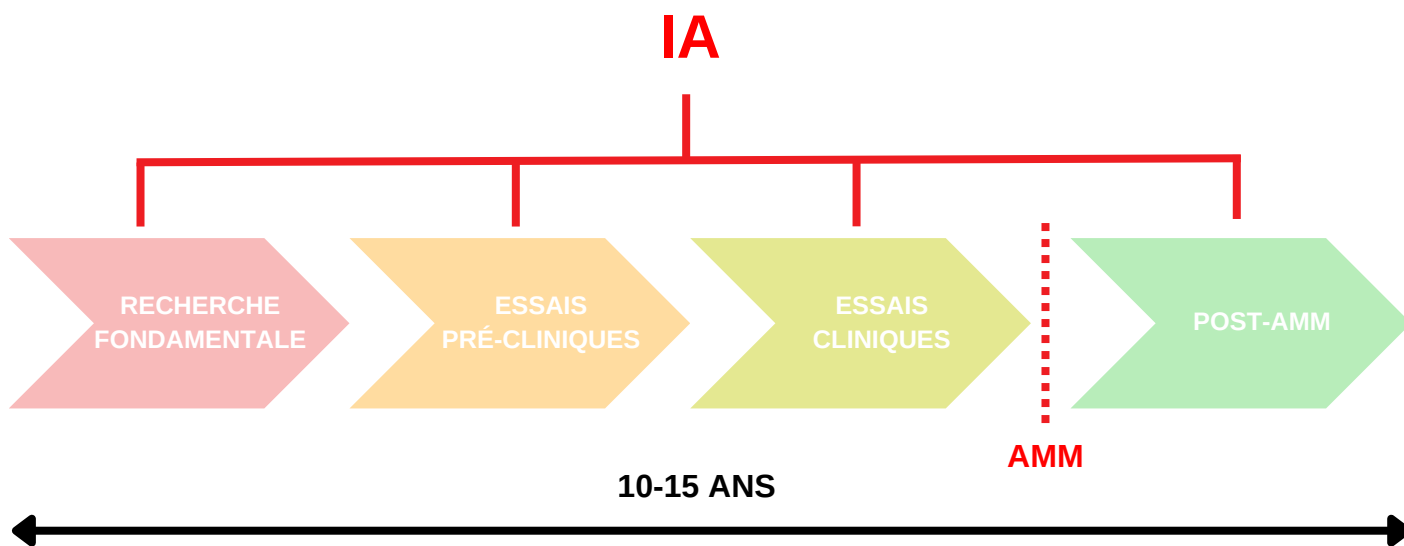 IA
RECHERCHE
FONDAMENTALE
ESSAIS
PRÉ-CLINIQUES
ESSAIS
CLINIQUES
POST-AMM
AMM
10-15 ANS